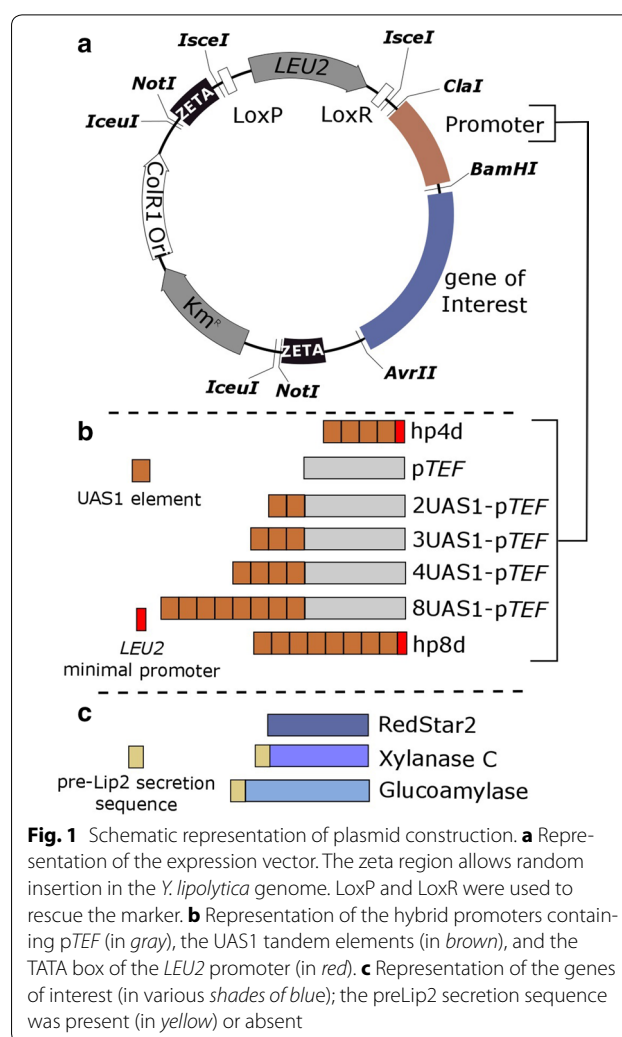 a
IsceI
LEU2
IsceI
NotI
ClaI
ZETA
LoxP
LoxR
Promoter
IceuI
BamHI
ColR1 Ori
gene of
Interest
Km^R
ZETA
IceuI
NotI
AvrII
b
hp4d
pTEF
UAS1 element
2UAS1-pTEF
3UAS1-pTEF
4UAS1-pTEF
8UAS1-pTEF
LEU2
minimal promoter
hp8d
c
RedStar2
Xylanase C
pre-Lip2 secretion
sequence
Glucoamylase
Fig. 1 Schematic representation of plasmid construction. a Repre-
sentation of the expression vector. The zeta region allows random
insertion in the Y. lipolytica genome. LoxP and LoxR were used to
rescue the marker. b Representation of the hybrid promoters contain-
ing pTEF (in gray), the UAS1 tandem elements (in brown), and the
TATA box of the LEU2 promoter (in red). c Representation of the genes
of interest (in various shades of blue); the preLip2 secretion sequence
was present (in yellow) or absent